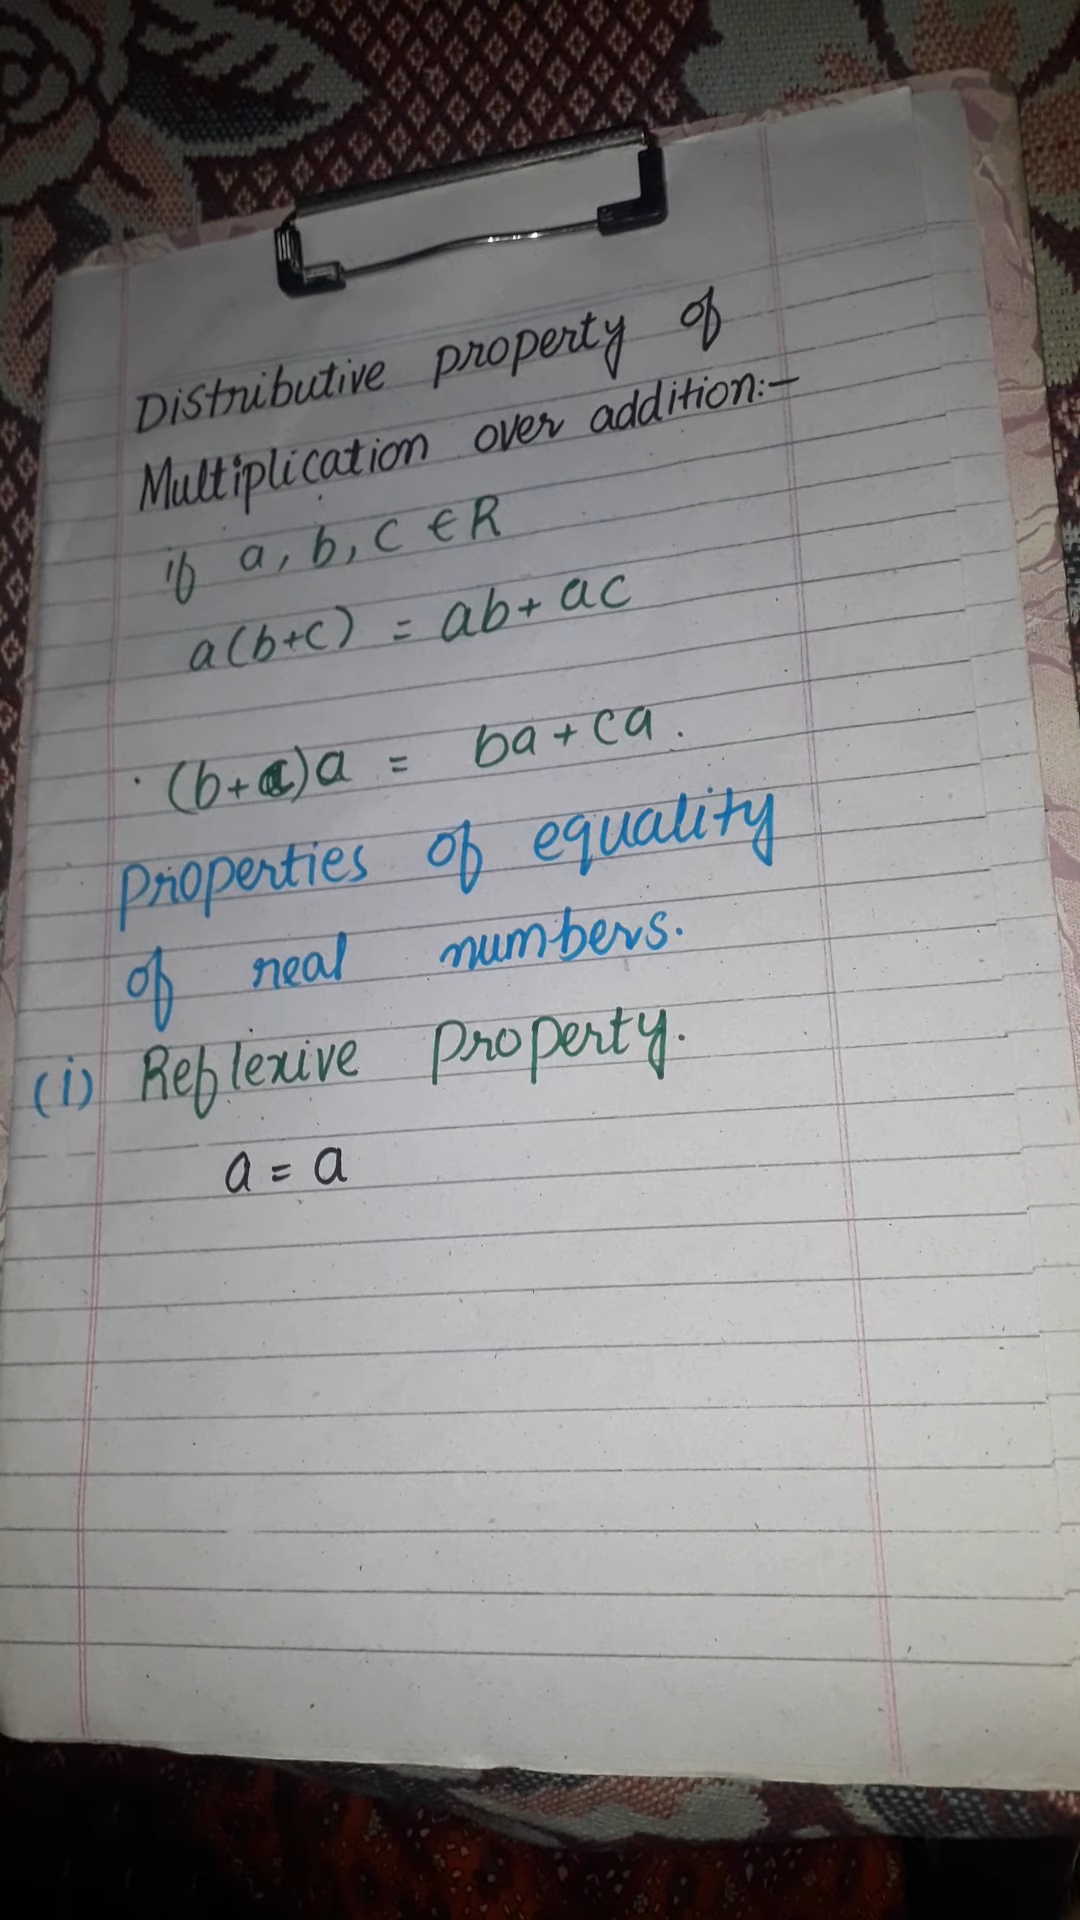 Distributive property of
Multiplication over addition:-
if a, b, c ∈ R
a(b+c) = ab + ac
(b+c)a = ba + ca.
Properties of equality
of real numbers.
(i) Reflexive Property.
a = a